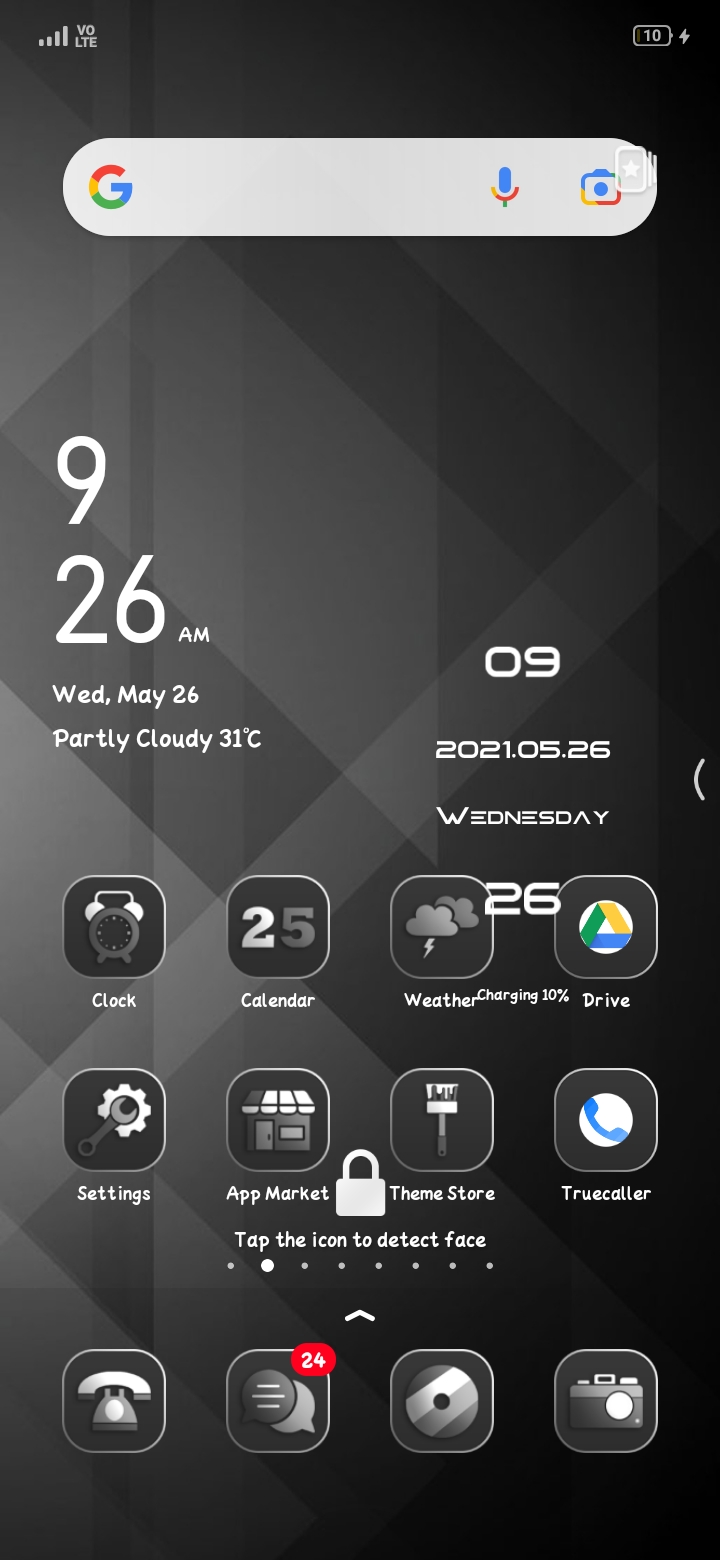 VO
LTE
10
9
26 AM
Wed, May 26
Partly Cloudy 31°C
09
2021.05.26
WEDNESDAY
26
25
Clock
Calendar
Weather
Charging 10%
Drive
Settings
App Market
Theme Store
Truecaller
Tap the icon to detect face
24